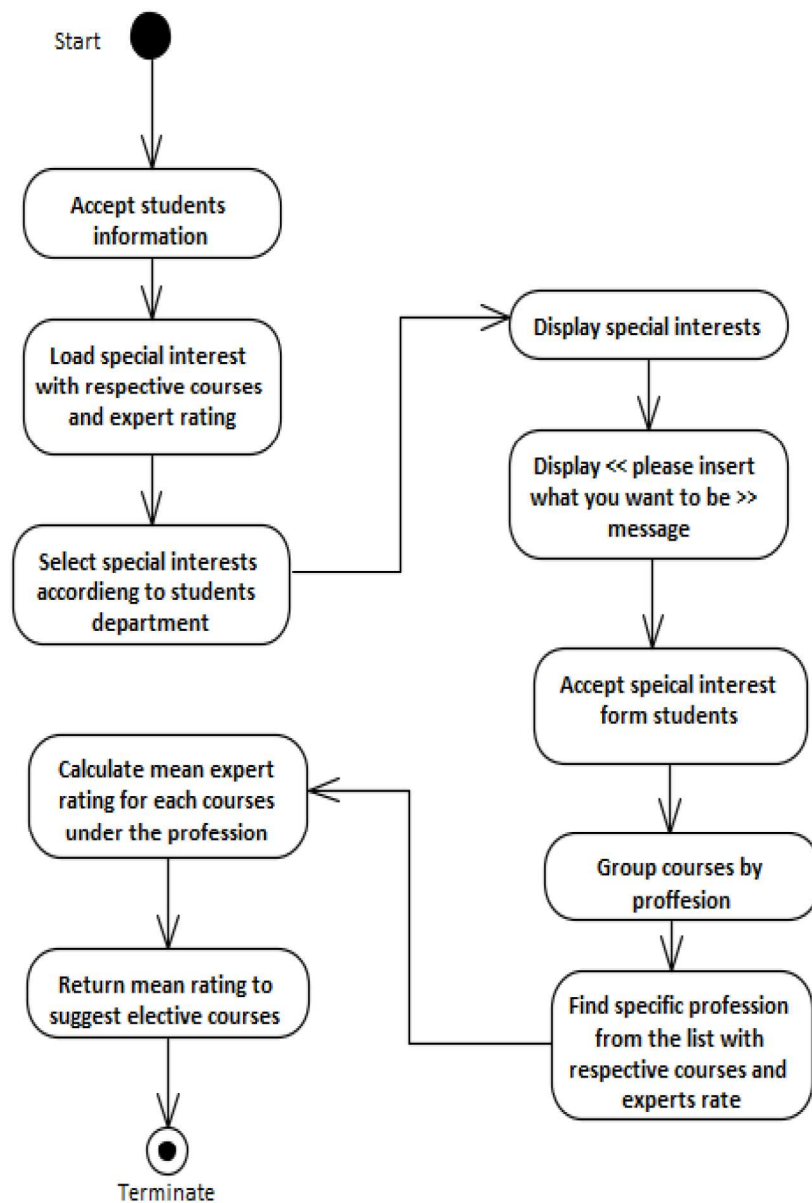 Start
Accept students
information
Load special interest
with respective courses
and expert rating
Select special interests
accordieng to students
department
Display special interests
Display << please insert
what you want to be >>
message
Accept speical interest
form students
Group courses by
proffesion
Find specific profession
from the list with
respective courses and
experts rate
Calculate mean expert
rating for each courses
under the profession
Return mean rating to
suggest elective courses
Terminate